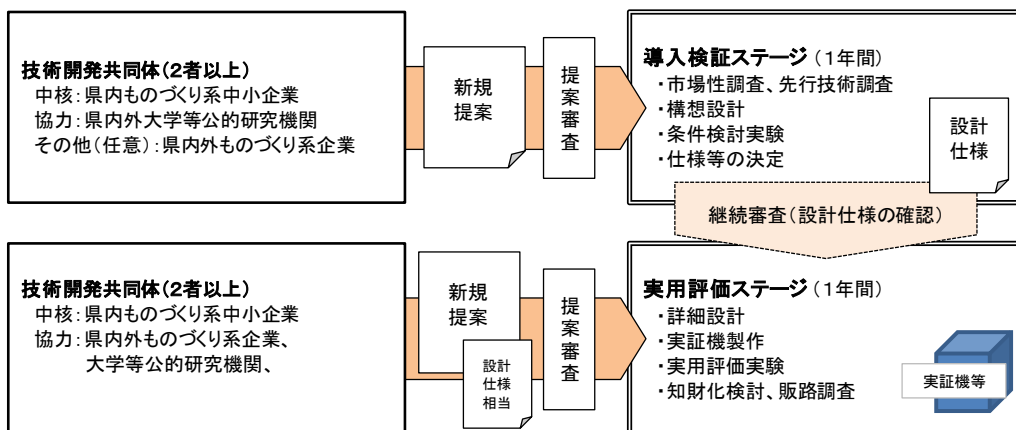 技術開発共同体(2者以上)
中核:県内ものづくり系中小企業
協力:県内外大学等公的研究機関
その他(任意):県内外ものづくり系企業
新規
提案
提案審査
導入検証ステージ(1年間)
・市場性調査、先行技術調査
・構想設計
・条件検討実験
・仕様等の決定
設計
仕様
継続審査(設計仕様の確認)
技術開発共同体(2者以上)
中核:県内ものづくり系中小企業
協力:県内外ものづくり系企業、
大学等公的研究機関、
新規
提案
設計
仕様
相当
提案審査
実用評価ステージ(1年間)
・詳細設計
・実証機製作
・実用評価実験
・知財化検討、販路調査
実証機等